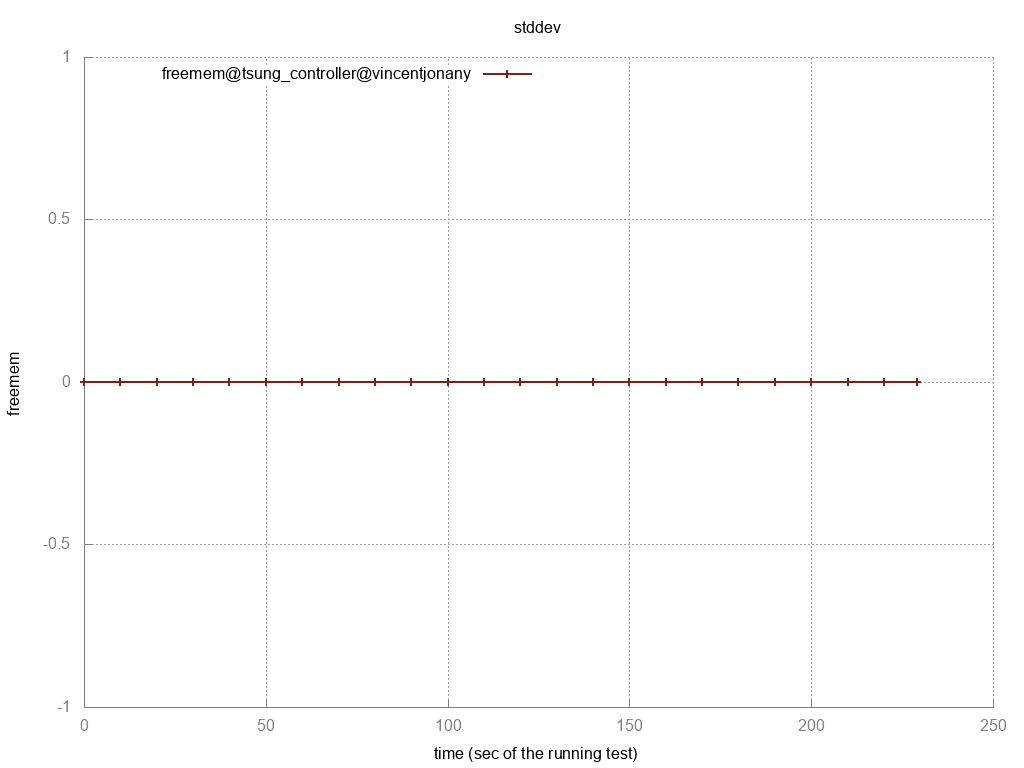 stddev
freemem@tsung_controller@vincentjonany
1
0.5
0
-0.5
-1
freemem
0 50 100 150 200 250
time (sec of the running test)